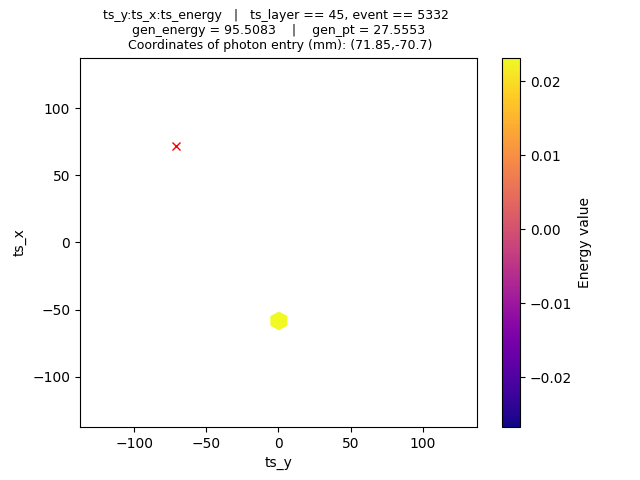 ts_y:ts_x:ts_energy | ts_layer == 45, event == 5332
gen_energy = 95.5083 | gen_pt = 27.5553
Coordinates of photon entry (mm): (71.85,-70.7)
100
50
0
−50
−100
ts_x
−100
−50
0
50
100
ts_y
0.02
0.01
0.00
−0.01
−0.02
Energy value